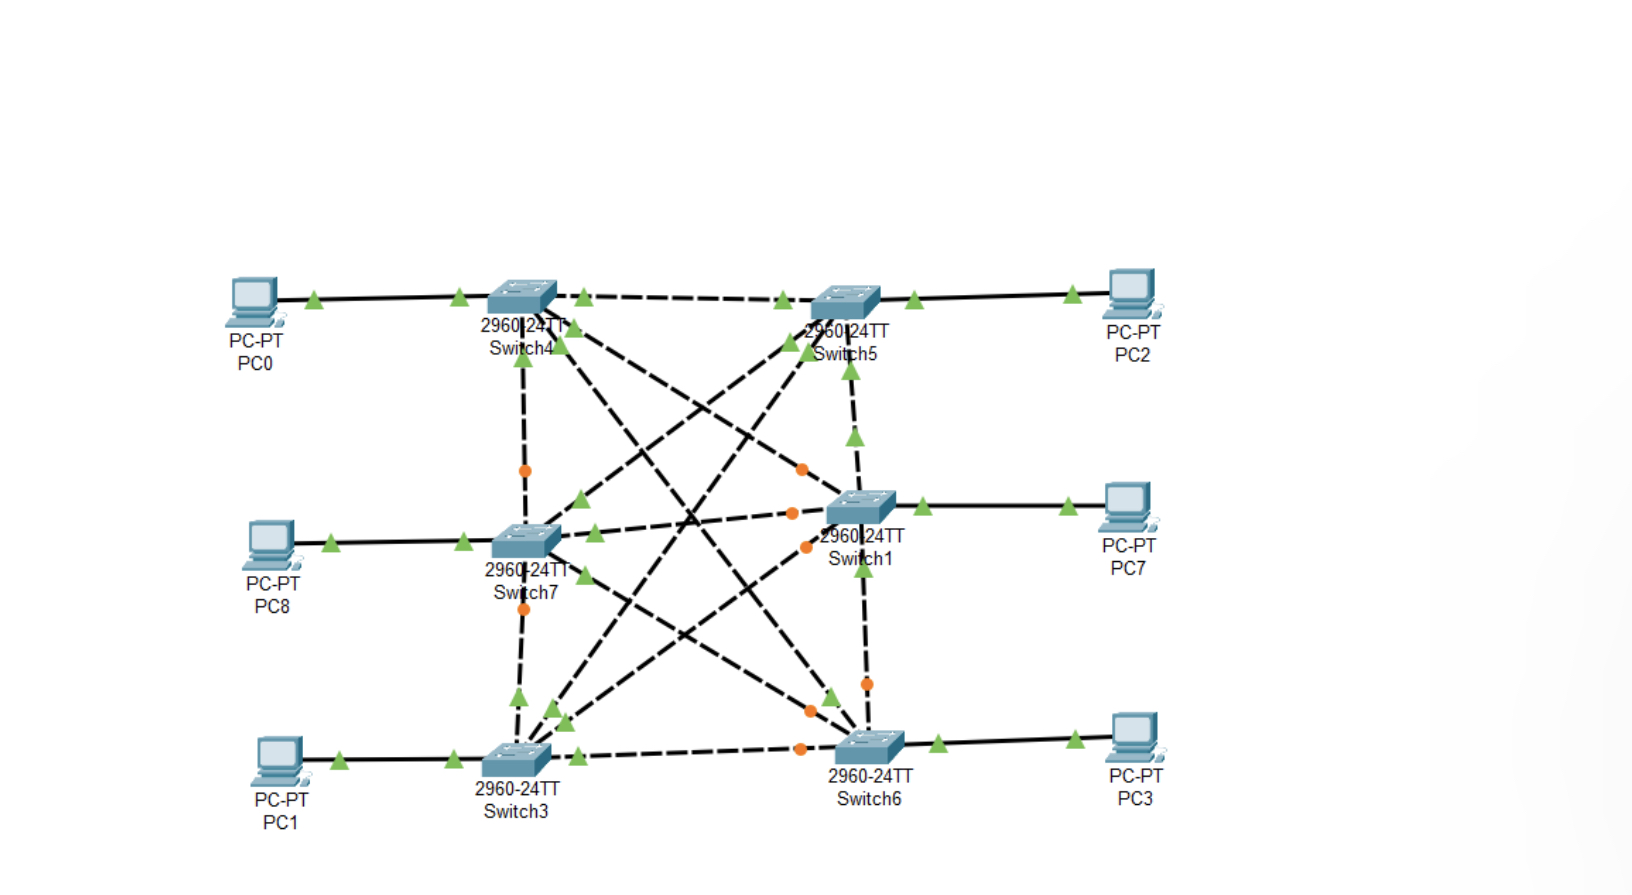 PC-PT
PC0
2960-24TT
Switch4
2960-24TT
Switch5
PC-PT
PC2
PC-PT
PC8
2960-24TT
Switch7
2960-24TT
Switch1
PC-PT
PC7
PC-PT
PC1
2960-24TT
Switch3
2960-24TT
Switch6
PC-PT
PC3